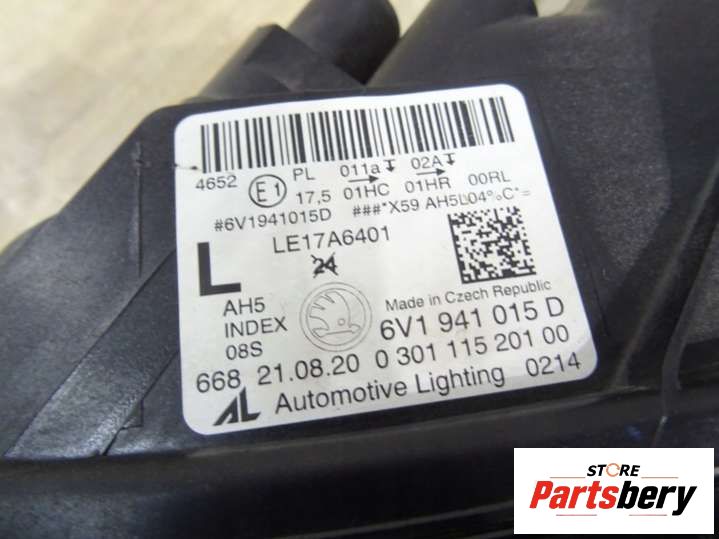 4652
E1
PL 011a 02A
17,5 01HC 01HR 00RL
#6V1941015D ###*X59 AH5L04%C*=
LE17A6401
24
L
AH5
INDEX
08S
Made in Czech Republic
6V1 941 015 D
668 21.08.20 0 301 115 201 00
AL Automotive Lighting 0214
STORE
Partsbery